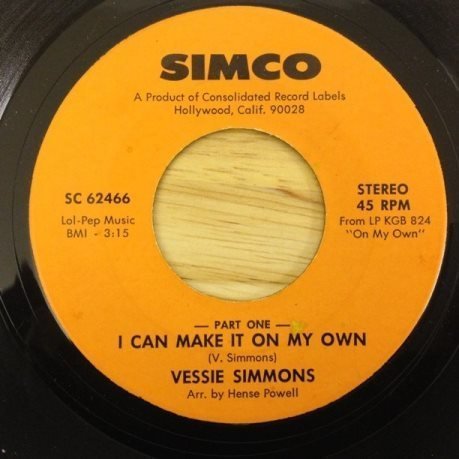 SIMCO
A Product of Consolidated Record Labels
Hollywood, Calif. 90028
SC 62466
Lol-Pep Music
BMI - 3:15
STEREO
45 RPM
From LP KGB 824
"On My Own"
— PART ONE —
I CAN MAKE IT ON MY OWN
(V. Simmons)
VESSIE SIMMONS
Arr. by Hense Powell